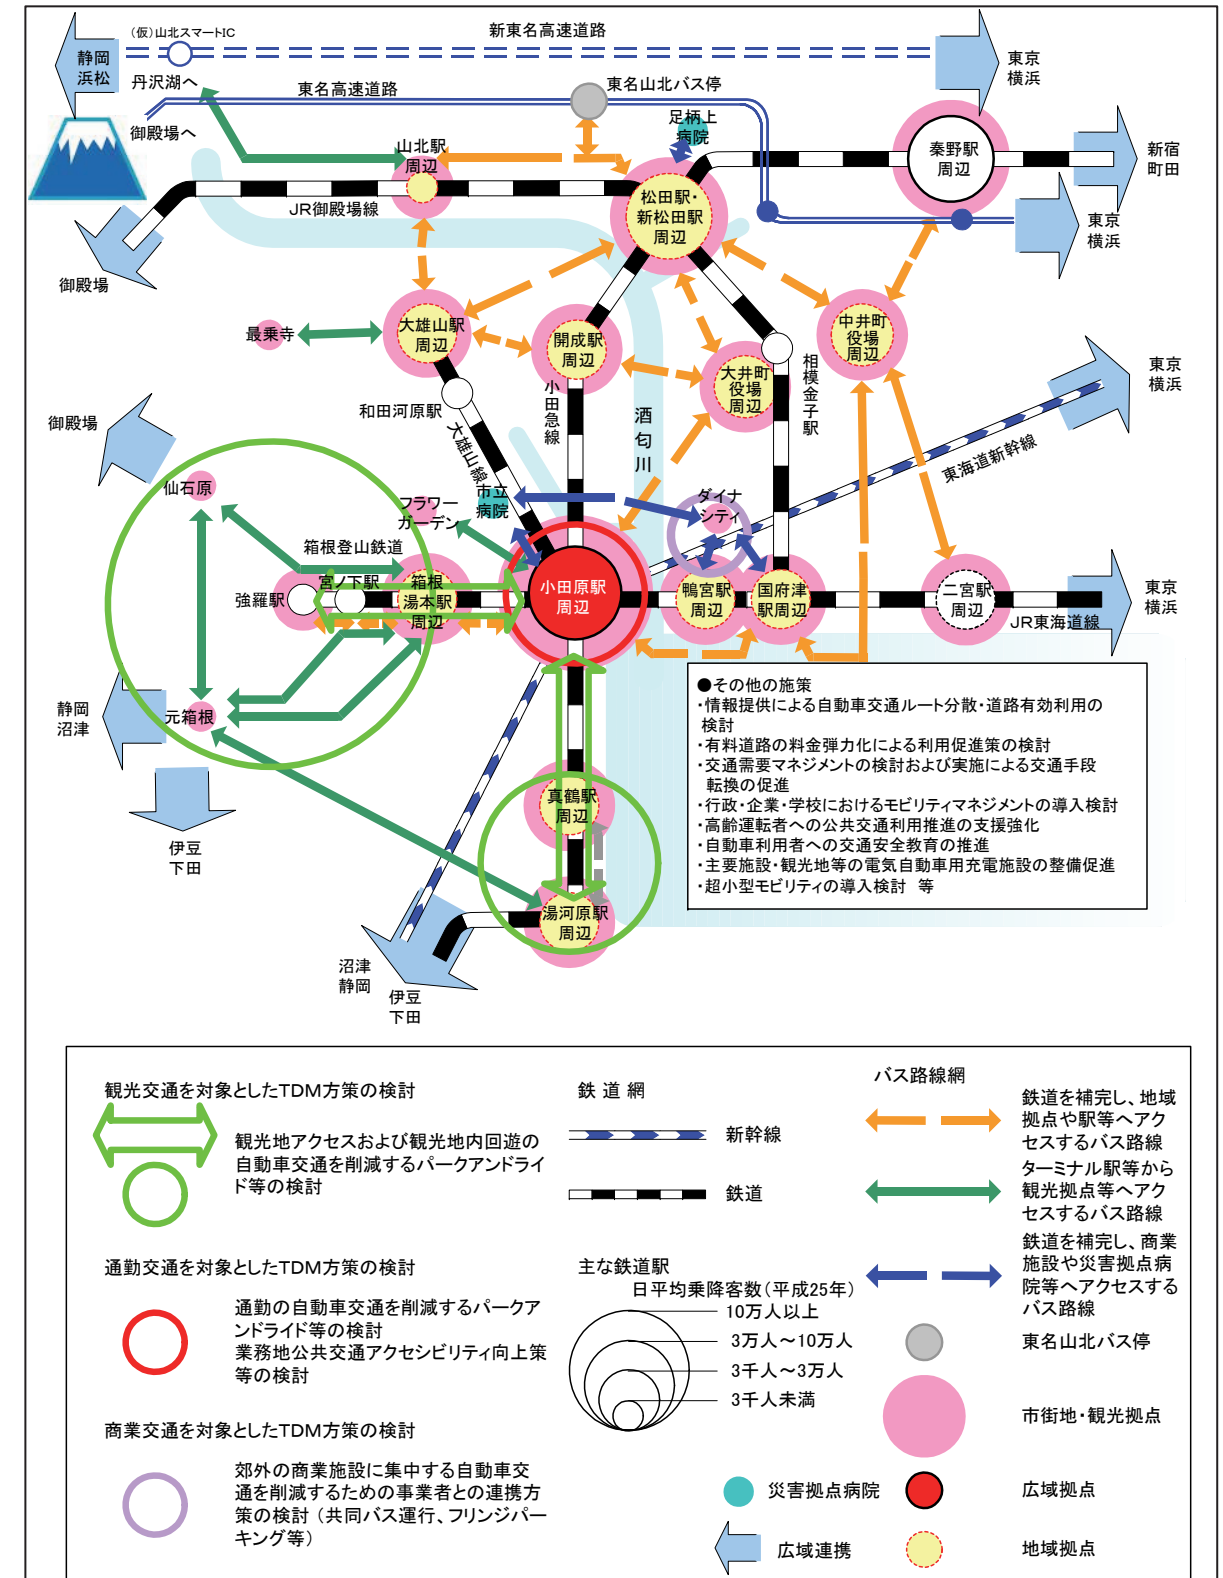 (仮)山北スマートIC
新東名高速道路
静岡
浜松
東京
横浜
丹沢湖へ
東名高速道路
東名山北バス停
御殿場へ
足柄上
病院
山北駅
周辺
秦野駅
周辺
新宿
町田
松田駅・
新松田駅
周辺
JR御殿場線
東京
横浜
御殿場
最乗寺
大雄山駅
周辺
開成駅
周辺
中井町
役場
周辺
大井町
役場
周辺
相模金子駅
東京
横浜
和田河原駅
小田急線
酒匂川
御殿場
大雄山線
東海道新幹線
仙石原
フラワー
ガーデン
市立
病院
ダイナ
シティ
箱根登山鉄道
宮ノ下駅
強羅駅
箱根
湯本駅
周辺
小田原駅
周辺
鴨宮駅
周辺
国府津
駅周辺
二宮駅
周辺
JR東海道線
東京
横浜
静岡
沼津
元箱根
●その他の施策
・情報提供による自動車交通ルート分散・道路有効利用の
検討
・有料道路の料金弾力化による利用促進策の検討
・交通需要マネジメントの検討および実施による交通手段
転換の促進
・行政・企業・学校におけるモビリティマネジメントの導入検討
・高齢運転者への公共交通利用推進の支援強化
・自動車利用者への交通安全教育の推進
・主要施設・観光地等の電気自動車用充電施設の整備促進
・超小型モビリティの導入検討 等
真鶴駅
周辺
伊豆
下田
湯河原駅
周辺
沼津
静岡
伊豆
下田
観光交通を対象としたTDM方策の検討
観光地アクセスおよび観光地内回遊の
自動車交通を削減するパークアンドライ
ド等の検討
通勤交通を対象としたTDM方策の検討
通勤の自動車交通を削減するパークア
ンドライド等の検討
業務地公共交通アクセシビリティ向上策
等の検討
商業交通を対象としたTDM方策の検討
郊外の商業施設に集中する自動車交
通を削減するための事業者との連携方
策の検討(共同バス運行、フリンジパー
キング等)
鉄道網
新幹線
鉄道
主な鉄道駅
日平均乗降客数(平成25年)
10万人以上
3万人～10万人
3千人～3万人
3千人未満
災害拠点病院
広域連携
バス路線網
鉄道を補完し、地域
拠点や駅等へアク
セスするバス路線
ターミナル駅等から
観光拠点等へアク
セスするバス路線
鉄道を補完し、商業
施設や災害拠点病
院等へアクセスする
バス路線
東名山北バス停
市街地・観光拠点
広域拠点
地域拠点